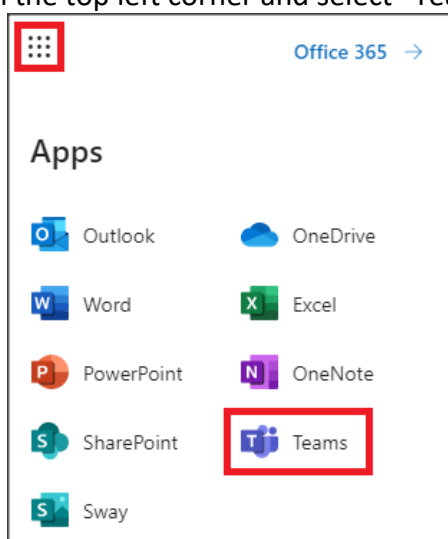 the top left corner and select
Office 365 →
Apps
Outlook OneDrive
Word Excel
PowerPoint OneNote
SharePoint Teams
Sway